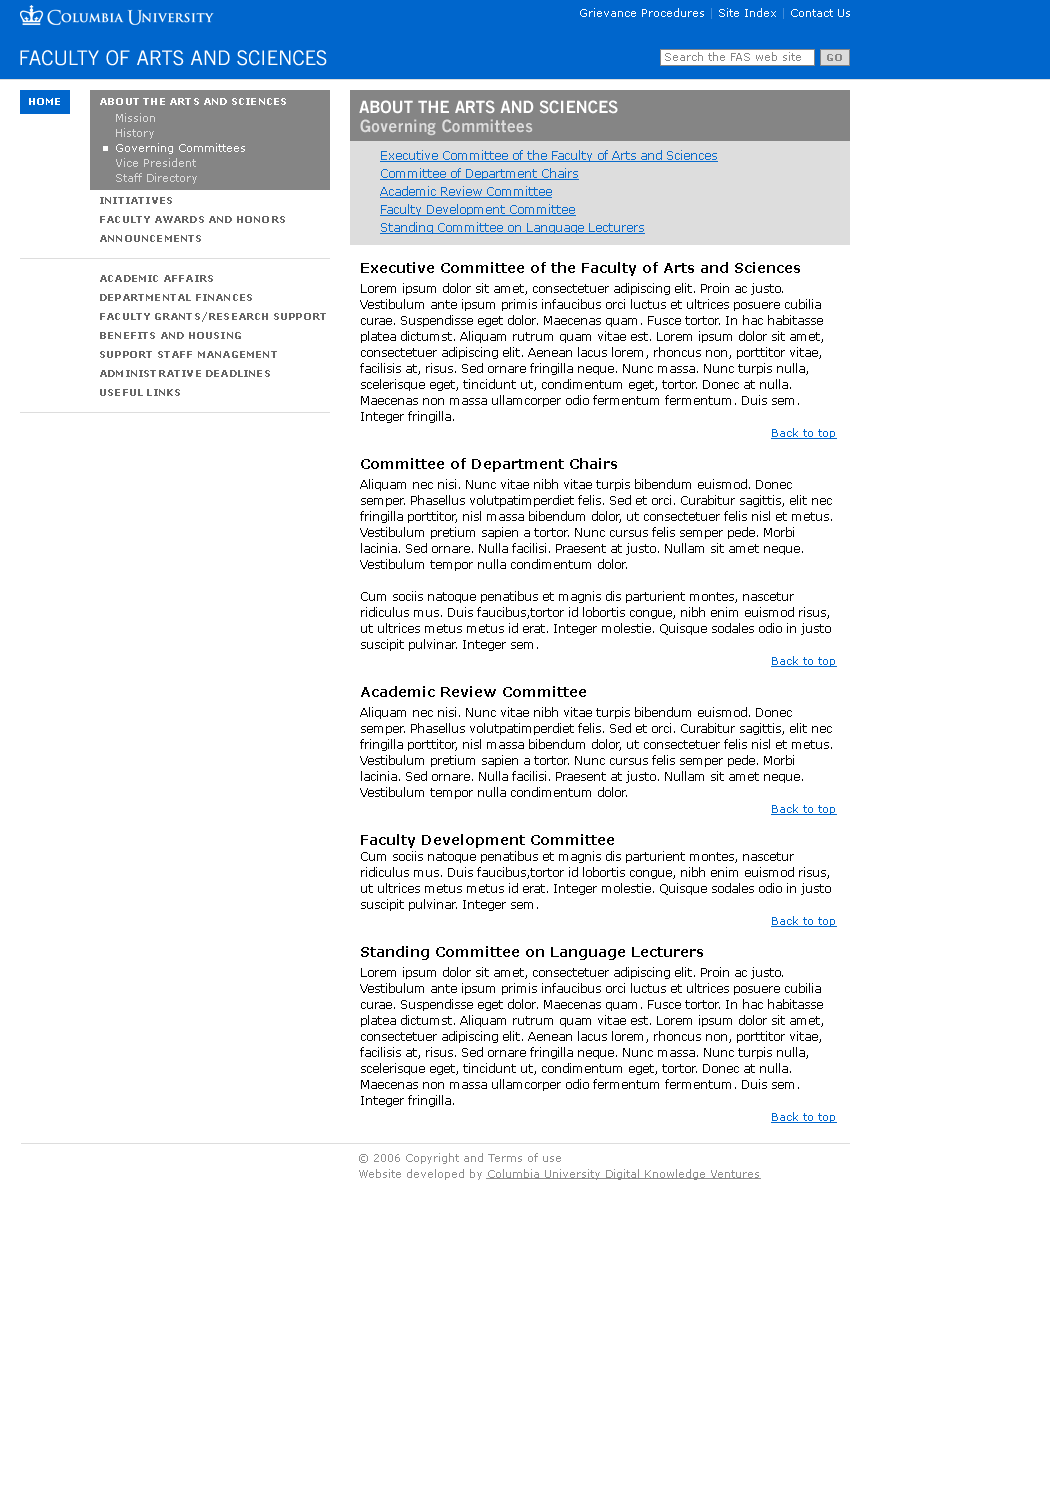 COLUMBIA UNIVERSITY
Grievance Procedures | Site Index | Contact Us
FACULTY OF ARTS AND SCIENCES
Search the FAS web site GO
HOME
ABOUT THE ARTS AND SCIENCES
Mission
History
Governing Committees
Vice President
Staff Directory
INITIATIVES
FACULTY AWARDS AND HONORS
ANNOUNCEMENTS
ACADEMIC AFFAIRS
DEPARTMENTAL FINANCES
FACULTY GRANTS/RESEARCH SUPPORT
BENEFITS AND HOUSING
SUPPORT STAFF MANAGEMENT
ADMINISTRATIVE DEADLINES
USEFUL LINKS
ABOUT THE ARTS AND SCIENCES
Governing Committees
Executive Committee of the Faculty of Arts and Sciences
Committee of Department Chairs
Academic Review Committee
Faculty Development Committee
Standing Committee on Language Lecturers
Executive Committee of the Faculty of Arts and Sciences
Lorem ipsum dolor sit amet, consectetuer adipiscing elit. Proin ac justo.
Vestibulum ante ipsum primis infaucibus orci luctus et ultrices posuere cubilia
curae. Suspendisse eget dolor. Maecenas quam. Fusce tortor. In hac habitasse
platea dictumst. Aliquam rutrum quam vitae est. Lorem ipsum dolor sit amet,
consectetuer adipiscing elit. Aenean lacus lorem, rhoncus non, porttitor vitae,
facilisis at, risus. Sed ornare fringilla neque. Nunc massa. Nunc turpis nulla,
scelerisque eget, tincidunt ut, condimentum eget, tortor. Donec at nulla.
Maecenas non massa ullamcorper odio fermentum fermentum. Duis sem.
Integer fringilla.
Back to top
Committee of Department Chairs
Aliquam nec nisi. Nunc vitae nibh vitae turpis bibendum euismod. Donec
semper. Phasellus volutpatimperdiet felis. Sed et orci. Curabitur sagittis, elit nec
fringilla porttitor, nisl massa bibendum dolor, ut consectetuer felis nisl et metus.
Vestibulum pretium sapien a tortor. Nunc cursus felis semper pede. Morbi
lacinia. Sed ornare. Nulla facilisi. Praesent at justo. Nullam sit amet neque.
Vestibulum tempor nulla condimentum dolor.
Cum sociis natoque penatibus et magnis dis parturient montes, nascetur
ridiculus mus. Duis faucibus,tortor id lobortis congue, nibh enim euismod risus,
ut ultrices metus metus id erat. Integer molestie. Quisque sodales odio in justo
suscipit pulvinar. Integer sem.
Back to top
Academic Review Committee
Aliquam nec nisi. Nunc vitae nibh vitae turpis bibendum euismod. Donec
semper. Phasellus volutpatimperdiet felis. Sed et orci. Curabitur sagittis, elit nec
fringilla porttitor, nisl massa bibendum dolor, ut consectetuer felis nisl et metus.
Vestibulum pretium sapien a tortor. Nunc cursus felis semper pede. Morbi
lacinia. Sed ornare. Nulla facilisi. Praesent at justo. Nullam sit amet neque.
Vestibulum tempor nulla condimentum dolor.
Back to top
Faculty Development Committee
Cum sociis natoque penatibus et magnis dis parturient montes, nascetur
ridiculus mus. Duis faucibus,tortor id lobortis congue, nibh enim euismod risus,
ut ultrices metus metus id erat. Integer molestie. Quisque sodales odio in justo
suscipit pulvinar. Integer sem.
Back to top
Standing Committee on Language Lecturers
Lorem ipsum dolor sit amet, consectetuer adipiscing elit. Proin ac justo.
Vestibulum ante ipsum primis infaucibus orci luctus et ultrices posuere cubilia
curae. Suspendisse eget dolor. Maecenas quam. Fusce tortor. In hac habitasse
platea dictumst. Aliquam rutrum quam vitae est. Lorem ipsum dolor sit amet,
consectetuer adipiscing elit. Aenean lacus lorem, rhoncus non, porttitor vitae,
facilisis at, risus. Sed ornare fringilla neque. Nunc massa. Nunc turpis nulla,
scelerisque eget, tincidunt ut, condimentum eget, tortor. Donec at nulla.
Maecenas non massa ullamcorper odio fermentum fermentum. Duis sem.
Integer fringilla.
Back to top
© 2006 Copyright and Terms of use
Website developed by Columbia University Digital Knowledge Ventures